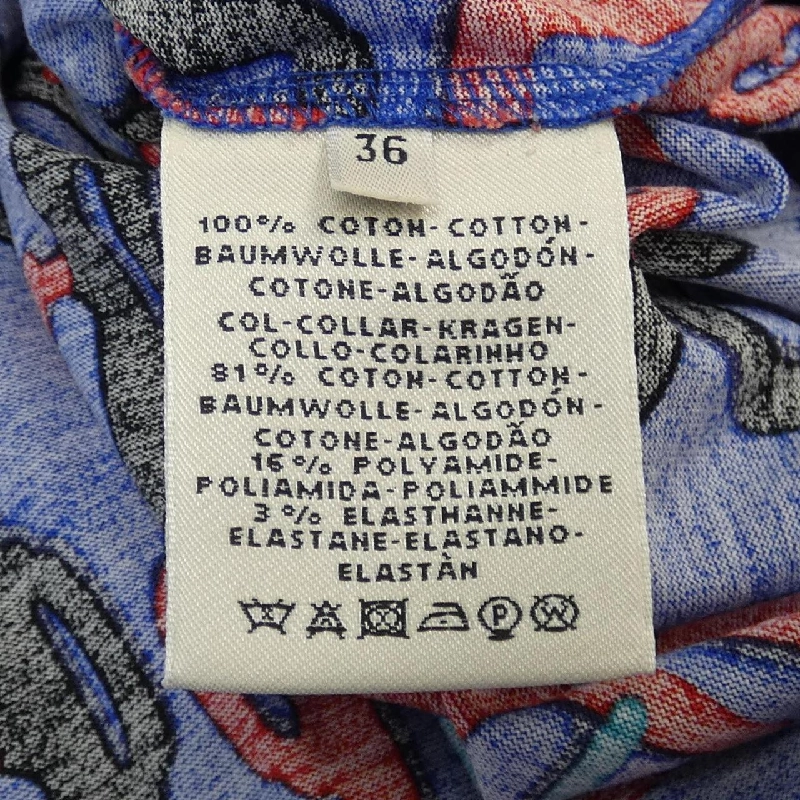 36
100% COTON-COTTON-
BAUMWOLLE-ALGODÓN-
COTONE-ALGODÃO
COL-COLLAR-KRAGEN-
COLLO-COLARINHO
81% COTON-COTTON-
BAUMWOLLE-ALGODÓN-
COTONE-ALGODÃO
16% POLYAMIDE-
POLIAMIDA-POLIAMMIDE
3% ELASTHANNE-
ELASTANE-ELASTANO-
ELASTÀN
P W